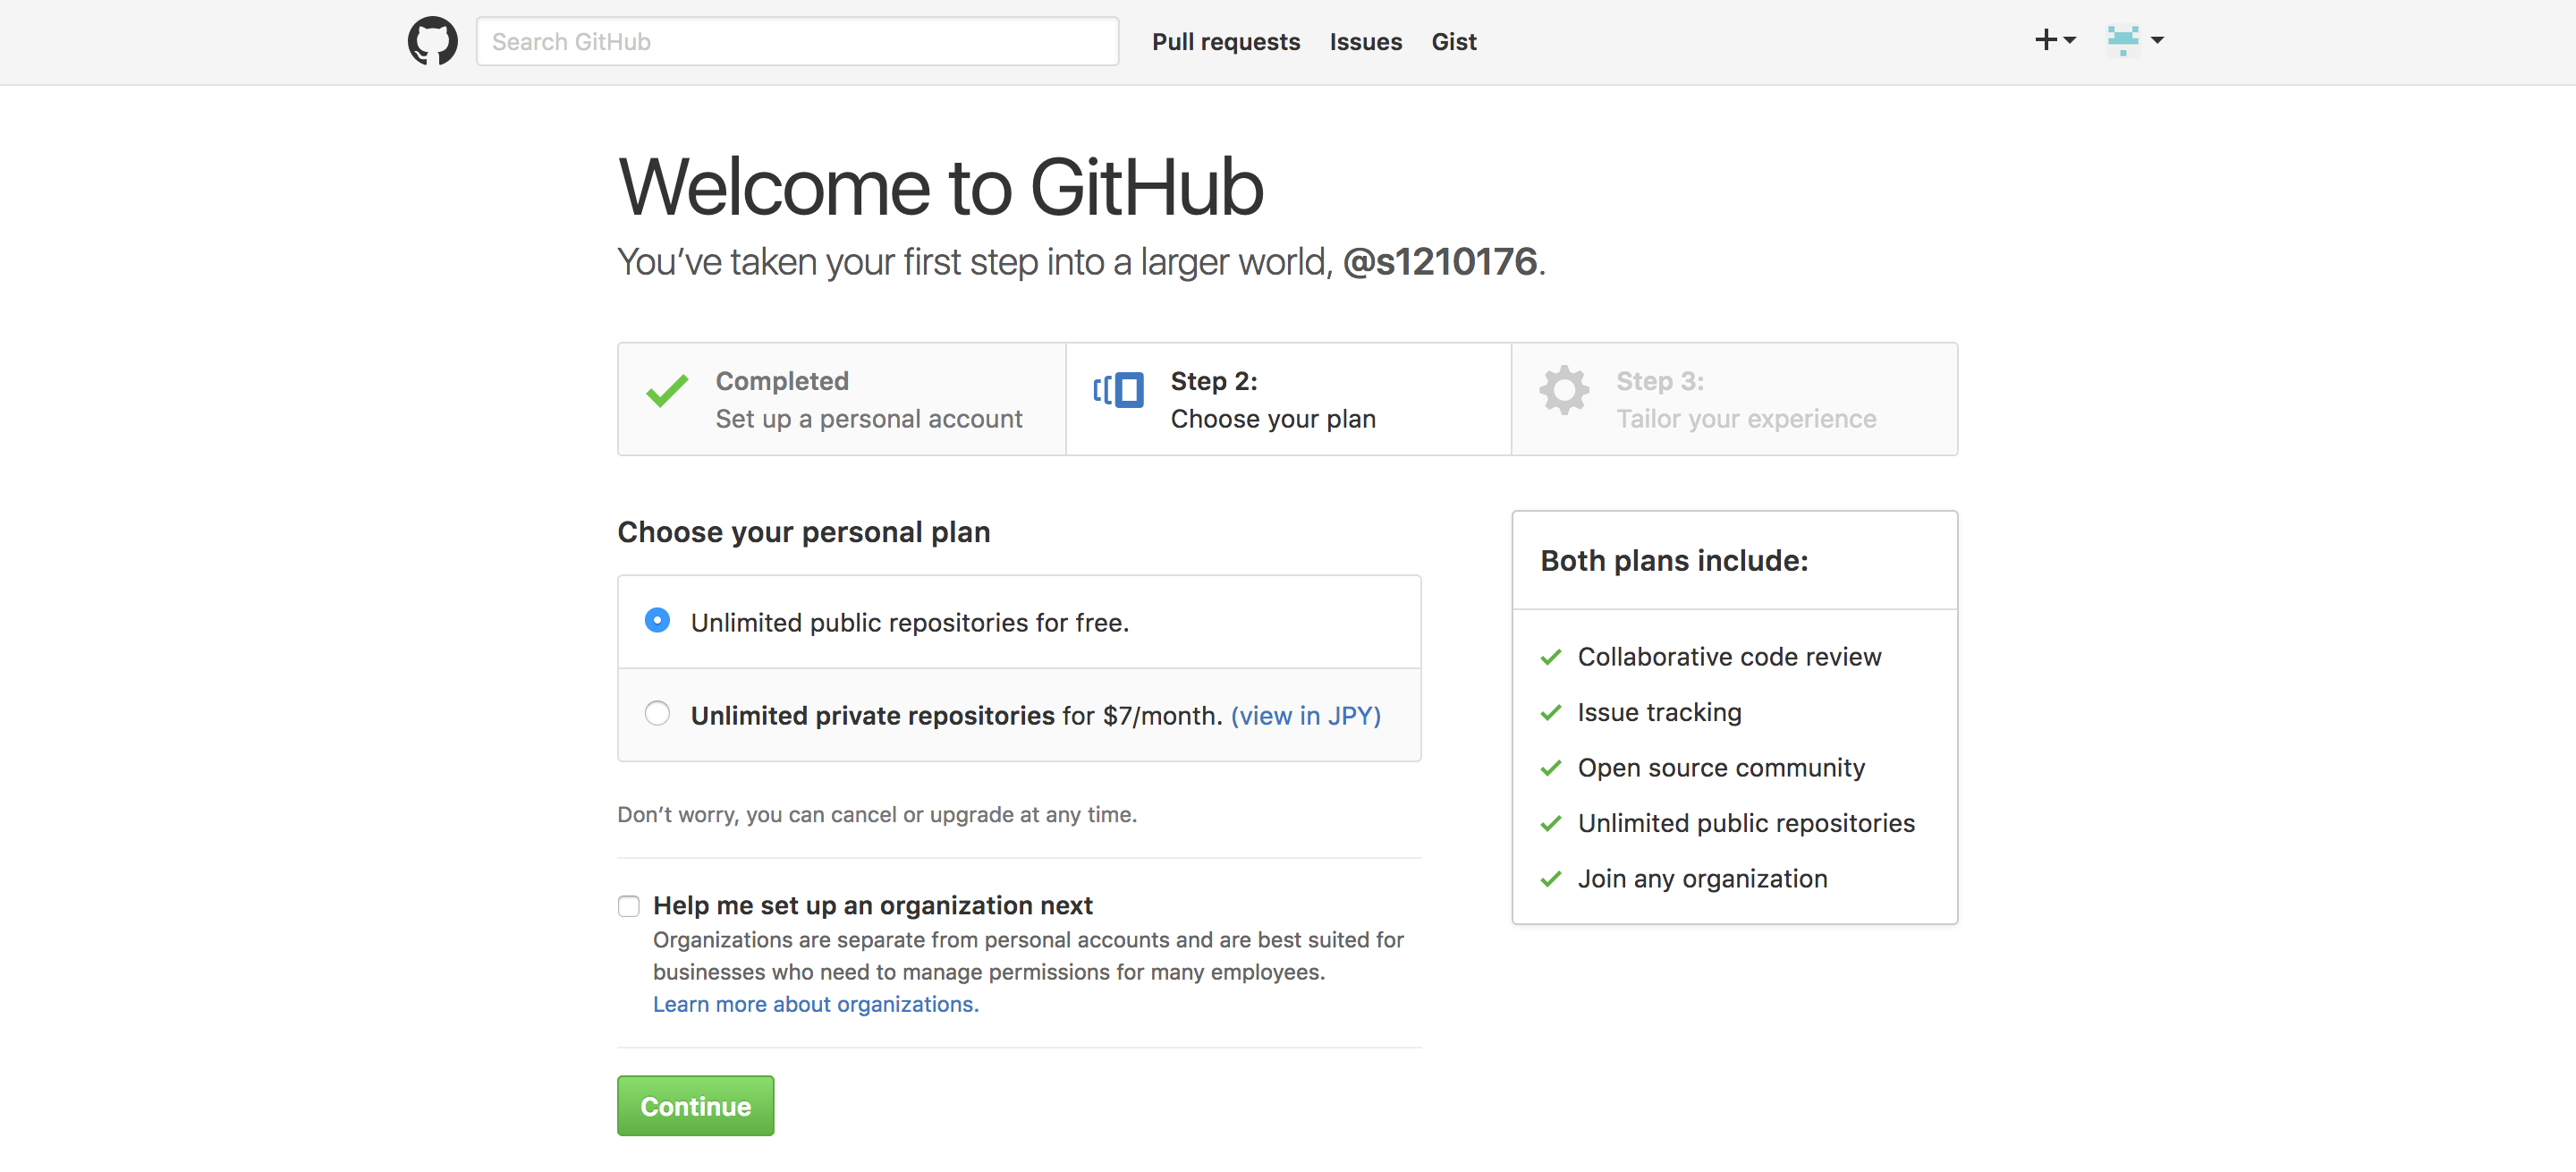 Search GitHub
Pull requests
Issues
Gist
Welcome to GitHub
You’ve taken your first step into a larger world, @s1210176.
Completed
Set up a personal account
Step 2:
Choose your plan
Step 3:
Tailor your experience
Choose your personal plan
Unlimited public repositories for free.
Unlimited private repositories for $7/month. (view in JPY)
Don’t worry, you can cancel or upgrade at any time.
Help me set up an organization next
Organizations are separate from personal accounts and are best suited for
businesses who need to manage permissions for many employees.
Learn more about organizations.
Continue
Both plans include:
Collaborative code review
Issue tracking
Open source community
Unlimited public repositories
Join any organization